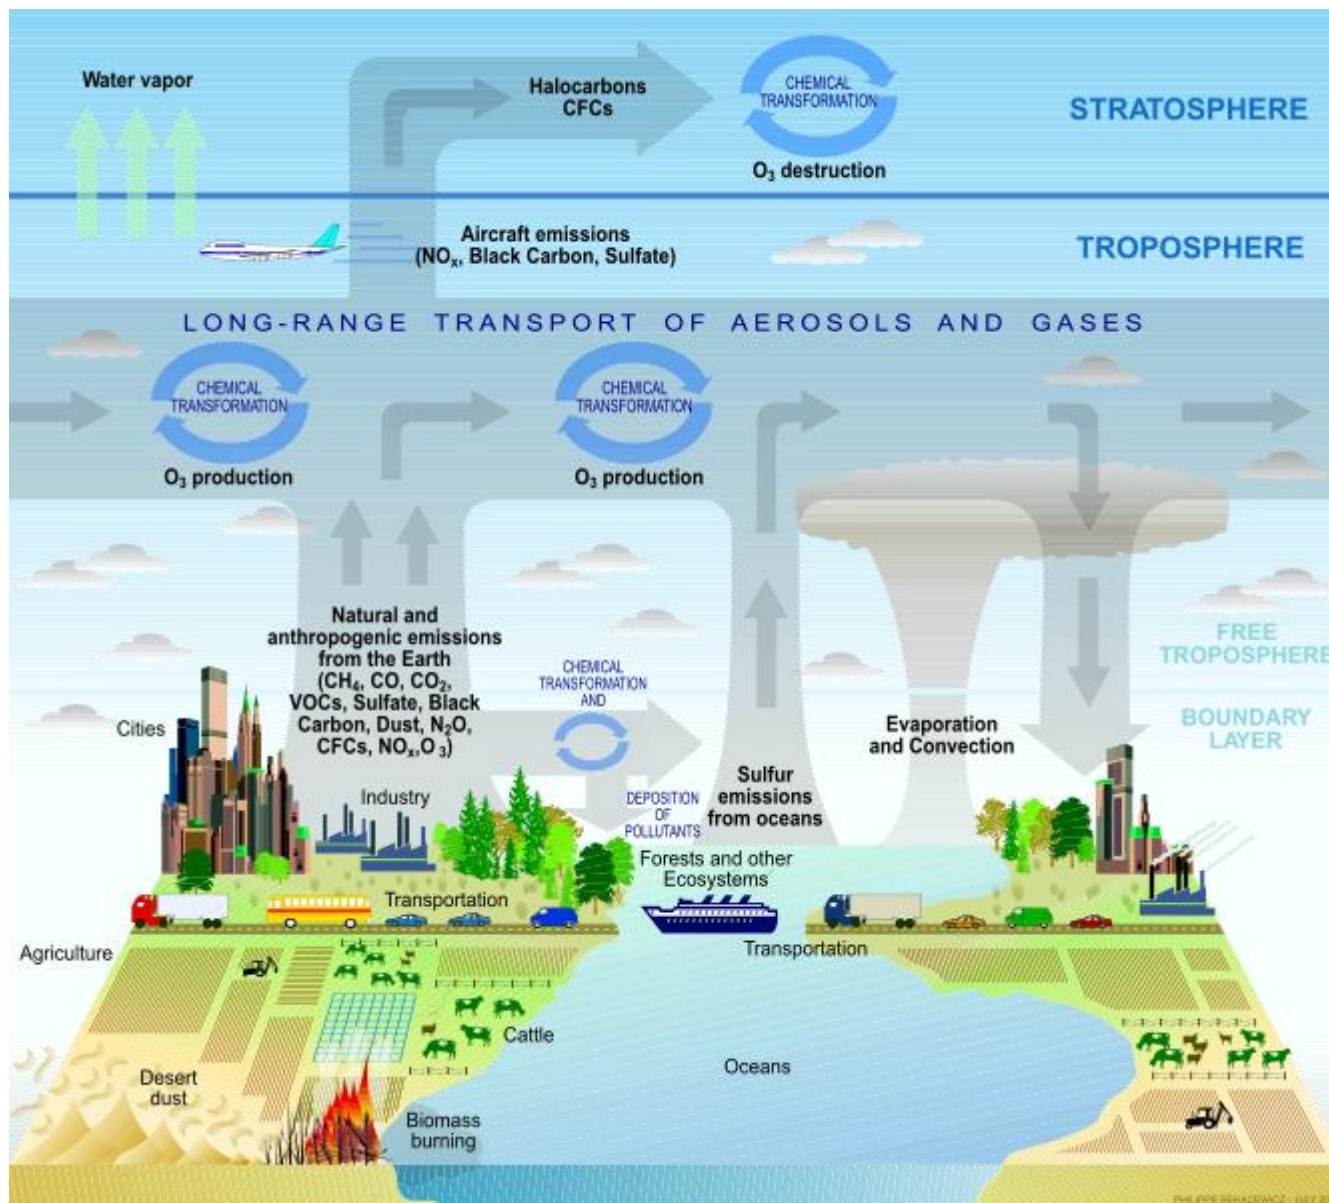 Water vapor
Halocarbons
CFCs
CHEMICAL
TRANSFORMATION
O₃ destruction
STRATOSPHERE
Aircraft emissions
(NOₓ, Black Carbon, Sulfate)
TROPOSPHERE
LONG-RANGE TRANSPORT OF AEROSOLS AND GASES
CHEMICAL
TRANSFORMATION
O₃ production
CHEMICAL
TRANSFORMATION
O₃ production
Natural and
anthropogenic emissions
from the Earth
(CH₄, CO, CO₂,
VOCs, Sulfate, Black
Carbon, Dust, N₂O,
CFCs, NOₓ,O₃)
CHEMICAL
TRANSFORMATION
AND
DEPOSITION
OF
POLLUTANTS
FREE
TROPOSPHERE
BOUNDARY
LAYER
Cities
Industry
Sulfur
emissions
from oceans
Evaporation
and Convection
Forests and other
Ecosystems
Transportation
Transportation
Agriculture
Cattle
Oceans
Desert
dust
Biomass
burning